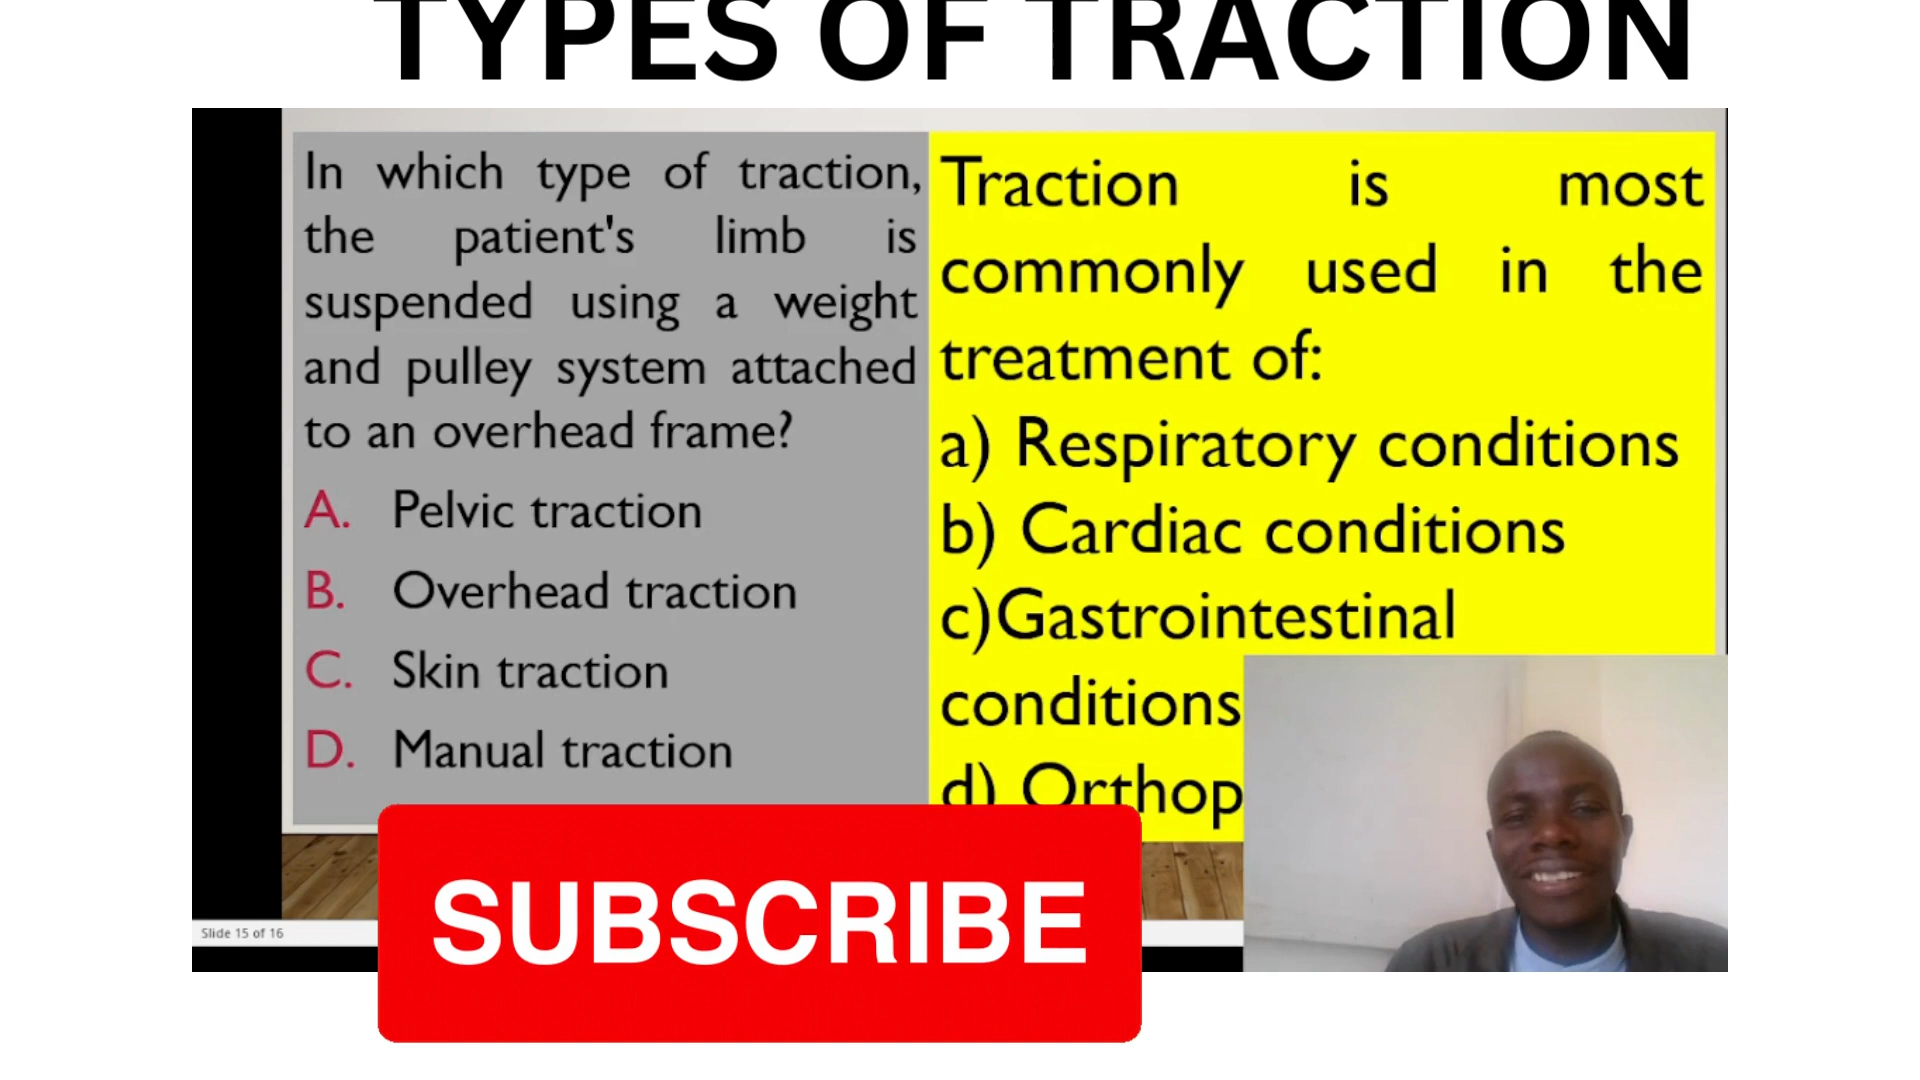 TYPES OF TRACTION
In which type of traction,
the patient's limb is
suspended using a weight
and pulley system attached
to an overhead frame?
A. Pelvic traction
B. Overhead traction
C. Skin traction
D. Manual traction
Traction is most
commonly used in the
treatment of:
a) Respiratory conditions
b) Cardiac conditions
c)Gastrointestinal
conditions
d) Orthop
SUBSCRIBE
Slide 15 of 16